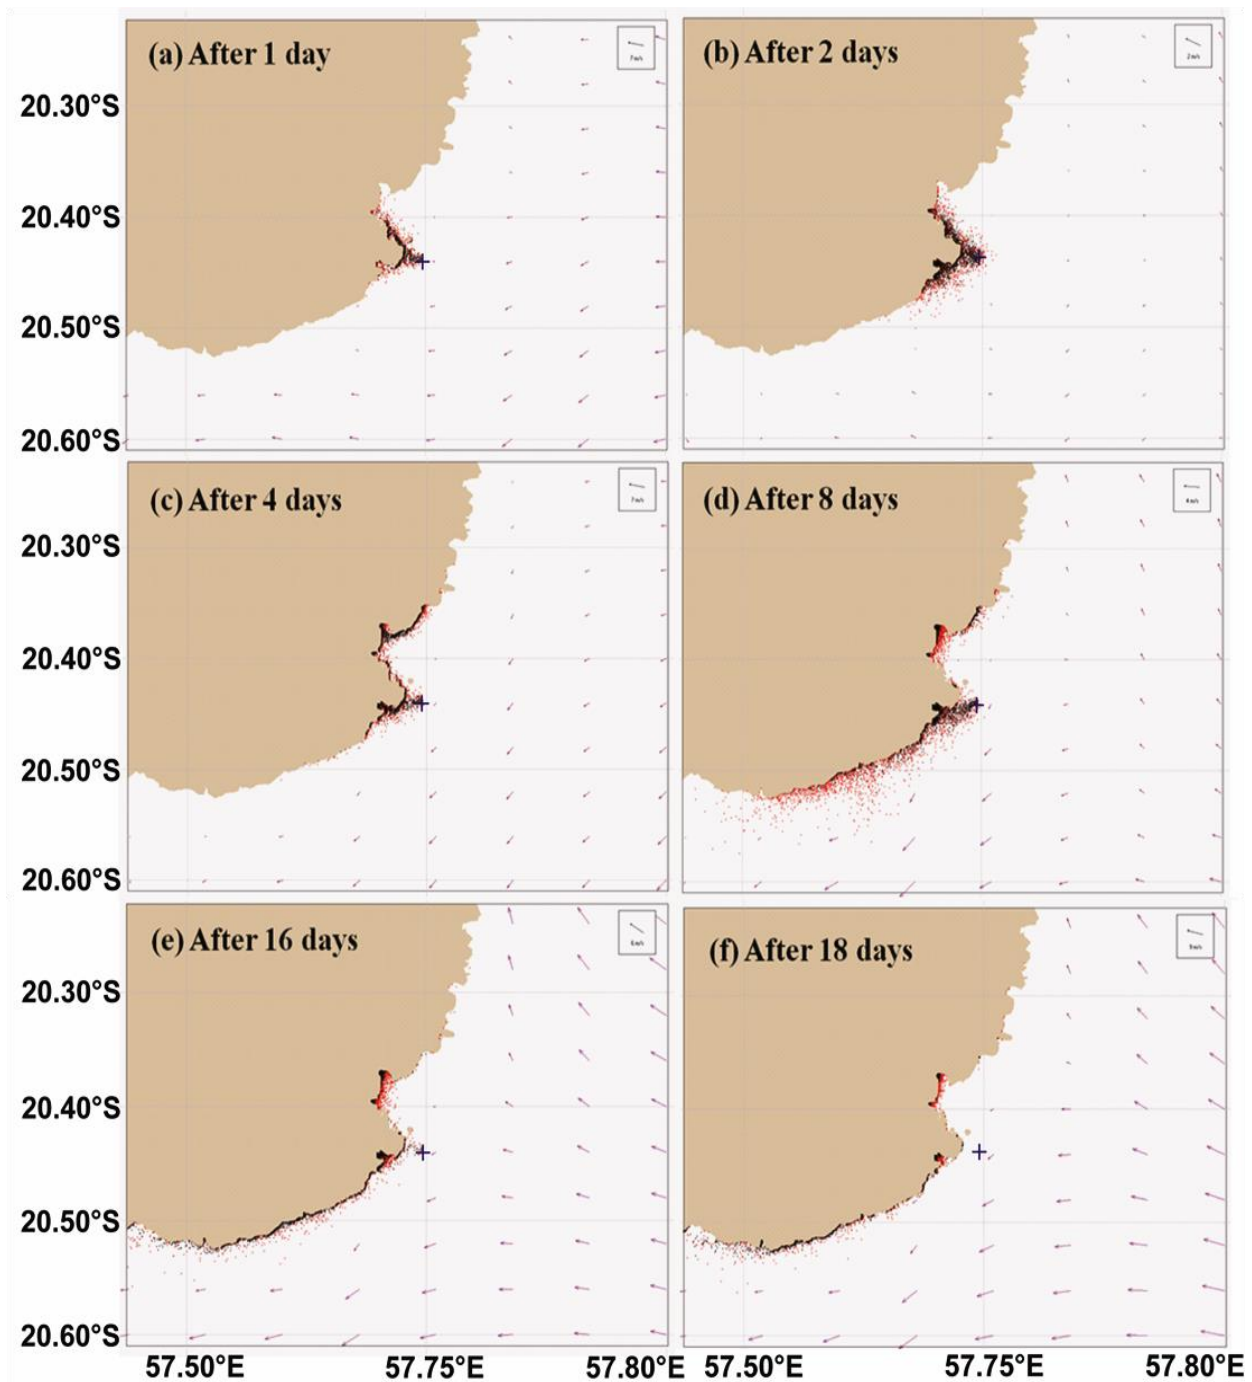 (a) After 1 day
(b) After 2 days
20.30°S
20.40°S
20.50°S
20.60°S
(c) After 4 days
(d) After 8 days
20.30°S
20.40°S
20.50°S
20.60°S
(e) After 16 days
(f) After 18 days
20.30°S
20.40°S
20.50°S
20.60°S
57.50°E 57.75°E 57.80°E 57.50°E 57.75°E 57.80°E